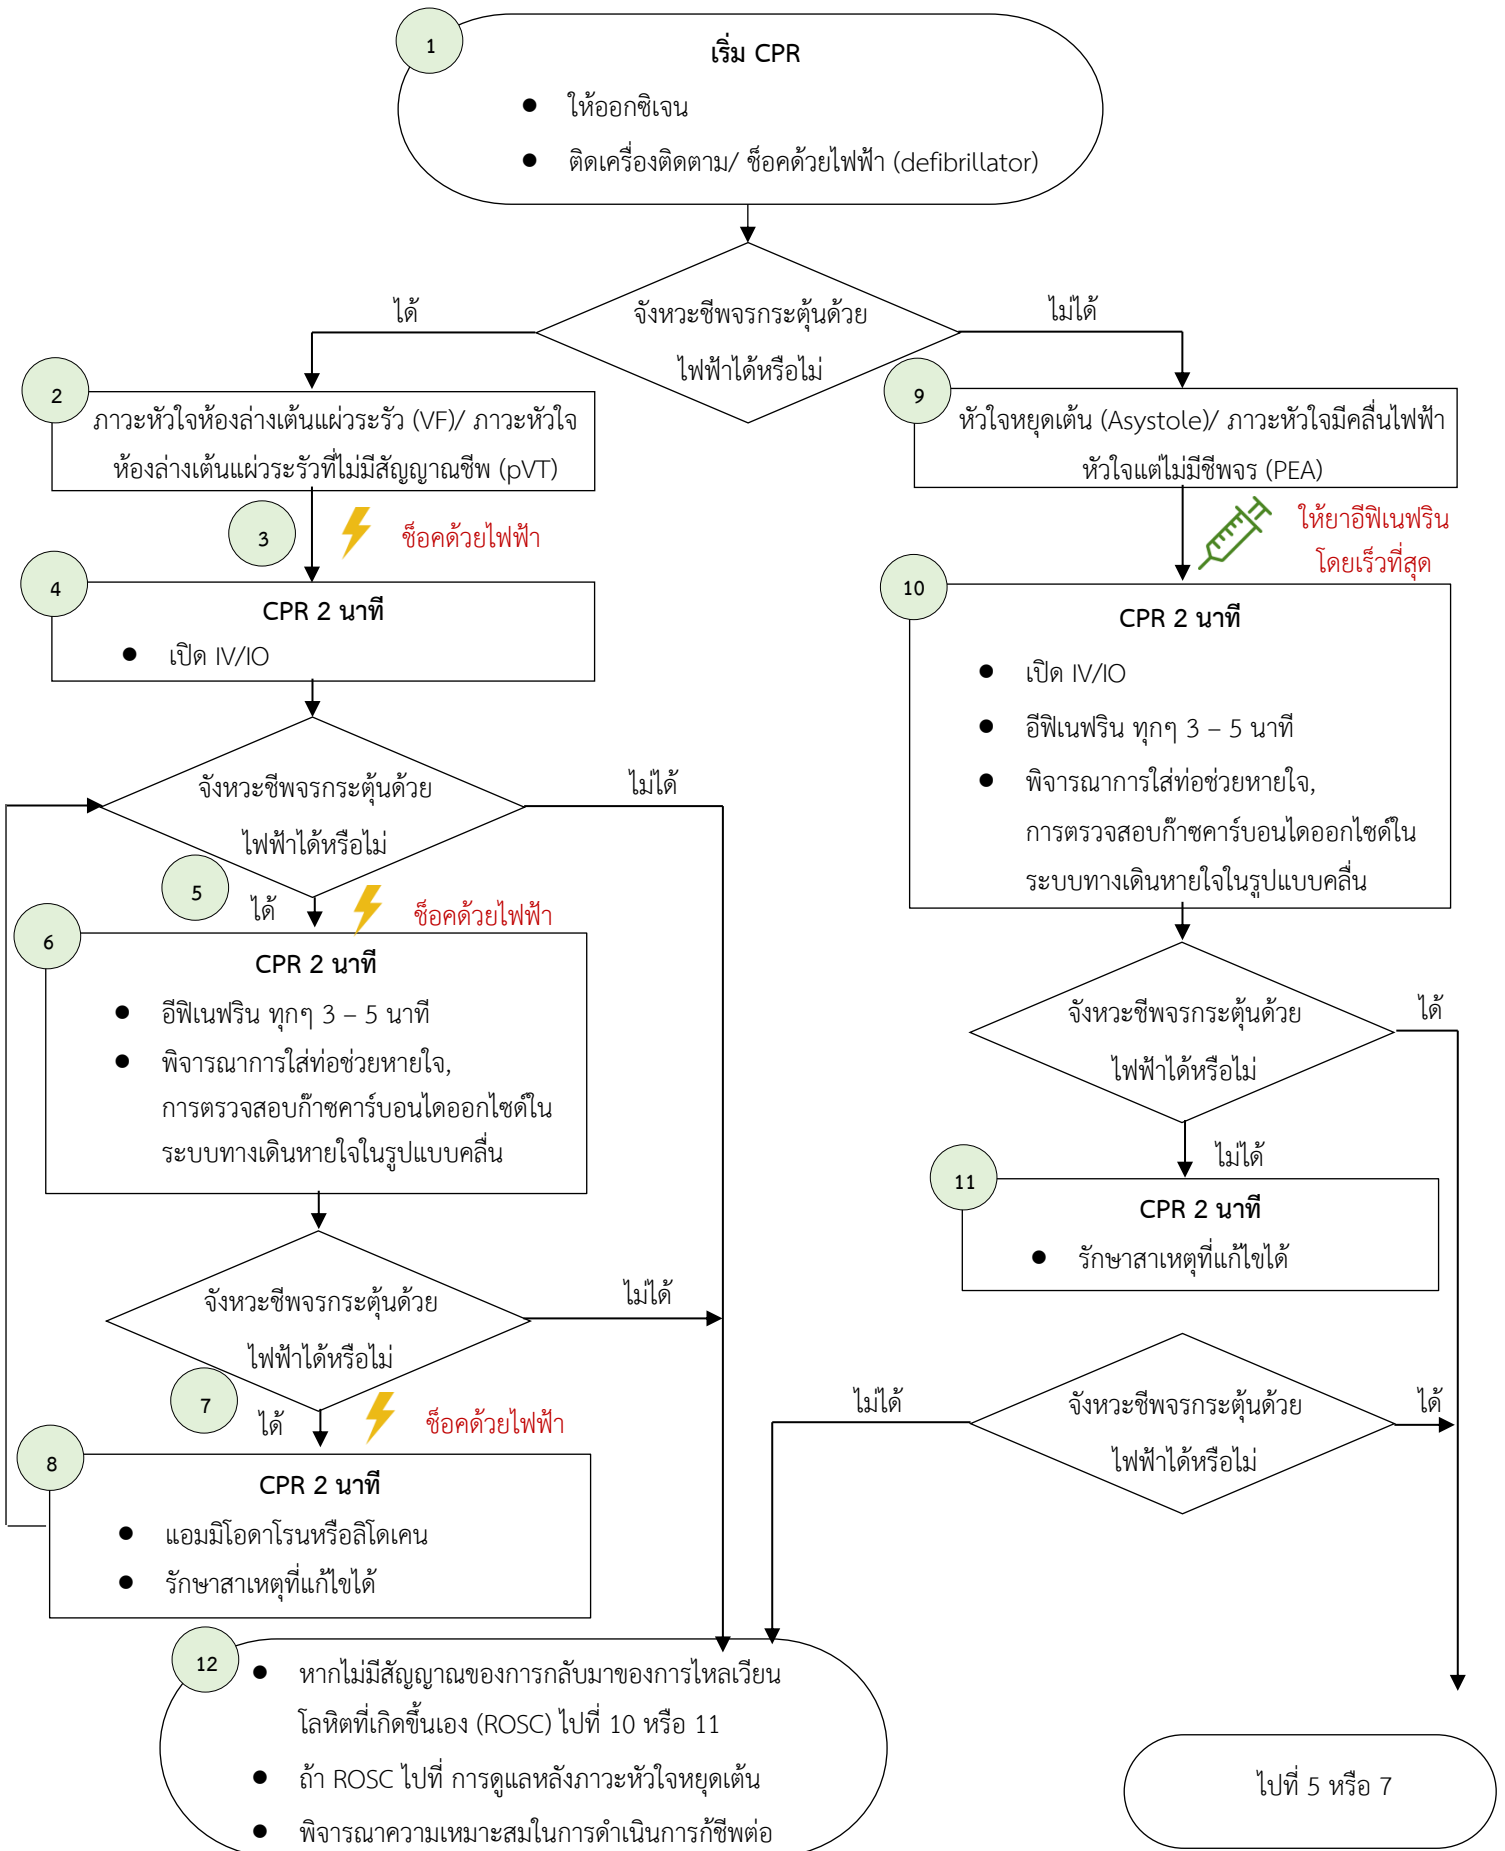 1
เริ่ม CPR
● ให้ออกซิเจน
● ติดเครื่องติดตาม/ ช็อคด้วยไฟฟ้า (defibrillator)
จังหวะชีพจรกระตุ้นด้วย
ไฟฟ้าได้หรือไม่
ได้
ไม่ได้
2
ภาวะหัวใจห้องล่างเต้นแผ่วระรัว (VF)/ ภาวะหัวใจ
ห้องล่างเต้นแผ่วระรัวที่ไม่มีสัญญาณชีพ (pVT)
3
ช็อคด้วยไฟฟ้า
4
CPR 2 นาที
● เปิด IV/IO
จังหวะชีพจรกระตุ้นด้วย
ไฟฟ้าได้หรือไม่
ไม่ได้
5
ได้
ช็อคด้วยไฟฟ้า
6
CPR 2 นาที
● อีฟิเนฟริน ทุกๆ 3 – 5 นาที
● พิจารณาการใส่ท่อช่วยหายใจ,
การตรวจสอบก๊าซคาร์บอนไดออกไซด์ใน
ระบบทางเดินหายใจในรูปแบบคลื่น
จังหวะชีพจรกระตุ้นด้วย
ไฟฟ้าได้หรือไม่
ไม่ได้
7
ได้
ช็อคด้วยไฟฟ้า
8
CPR 2 นาที
● แอมมิโอดาโรนหรือลิโดเคน
● รักษาสาเหตุที่แก้ไขได้
9
หัวใจหยุดเต้น (Asystole)/ ภาวะหัวใจมีคลื่นไฟฟ้า
หัวใจแต่ไม่มีชีพจร (PEA)
ให้ยาอีฟิเนฟริน
โดยเร็วที่สุด
10
CPR 2 นาที
● เปิด IV/IO
● อีฟิเนฟริน ทุกๆ 3 – 5 นาที
● พิจารณาการใส่ท่อช่วยหายใจ,
การตรวจสอบก๊าซคาร์บอนไดออกไซด์ใน
ระบบทางเดินหายใจในรูปแบบคลื่น
จังหวะชีพจรกระตุ้นด้วย
ไฟฟ้าได้หรือไม่
ได้
ไม่ได้
11
CPR 2 นาที
● รักษาสาเหตุที่แก้ไขได้
จังหวะชีพจรกระตุ้นด้วย
ไฟฟ้าได้หรือไม่
ไม่ได้
ได้
12
● หากไม่มีสัญญาณของการกลับมาของการไหลเวียน
โลหิตที่เกิดขึ้นเอง (ROSC) ไปที่ 10 หรือ 11
● ถ้า ROSC ไปที่ การดูแลหลังภาวะหัวใจหยุดเต้น
● พิจารณาความเหมาะสมในการดำเนินการกู้ชีพต่อ
ไปที่ 5 หรือ 7